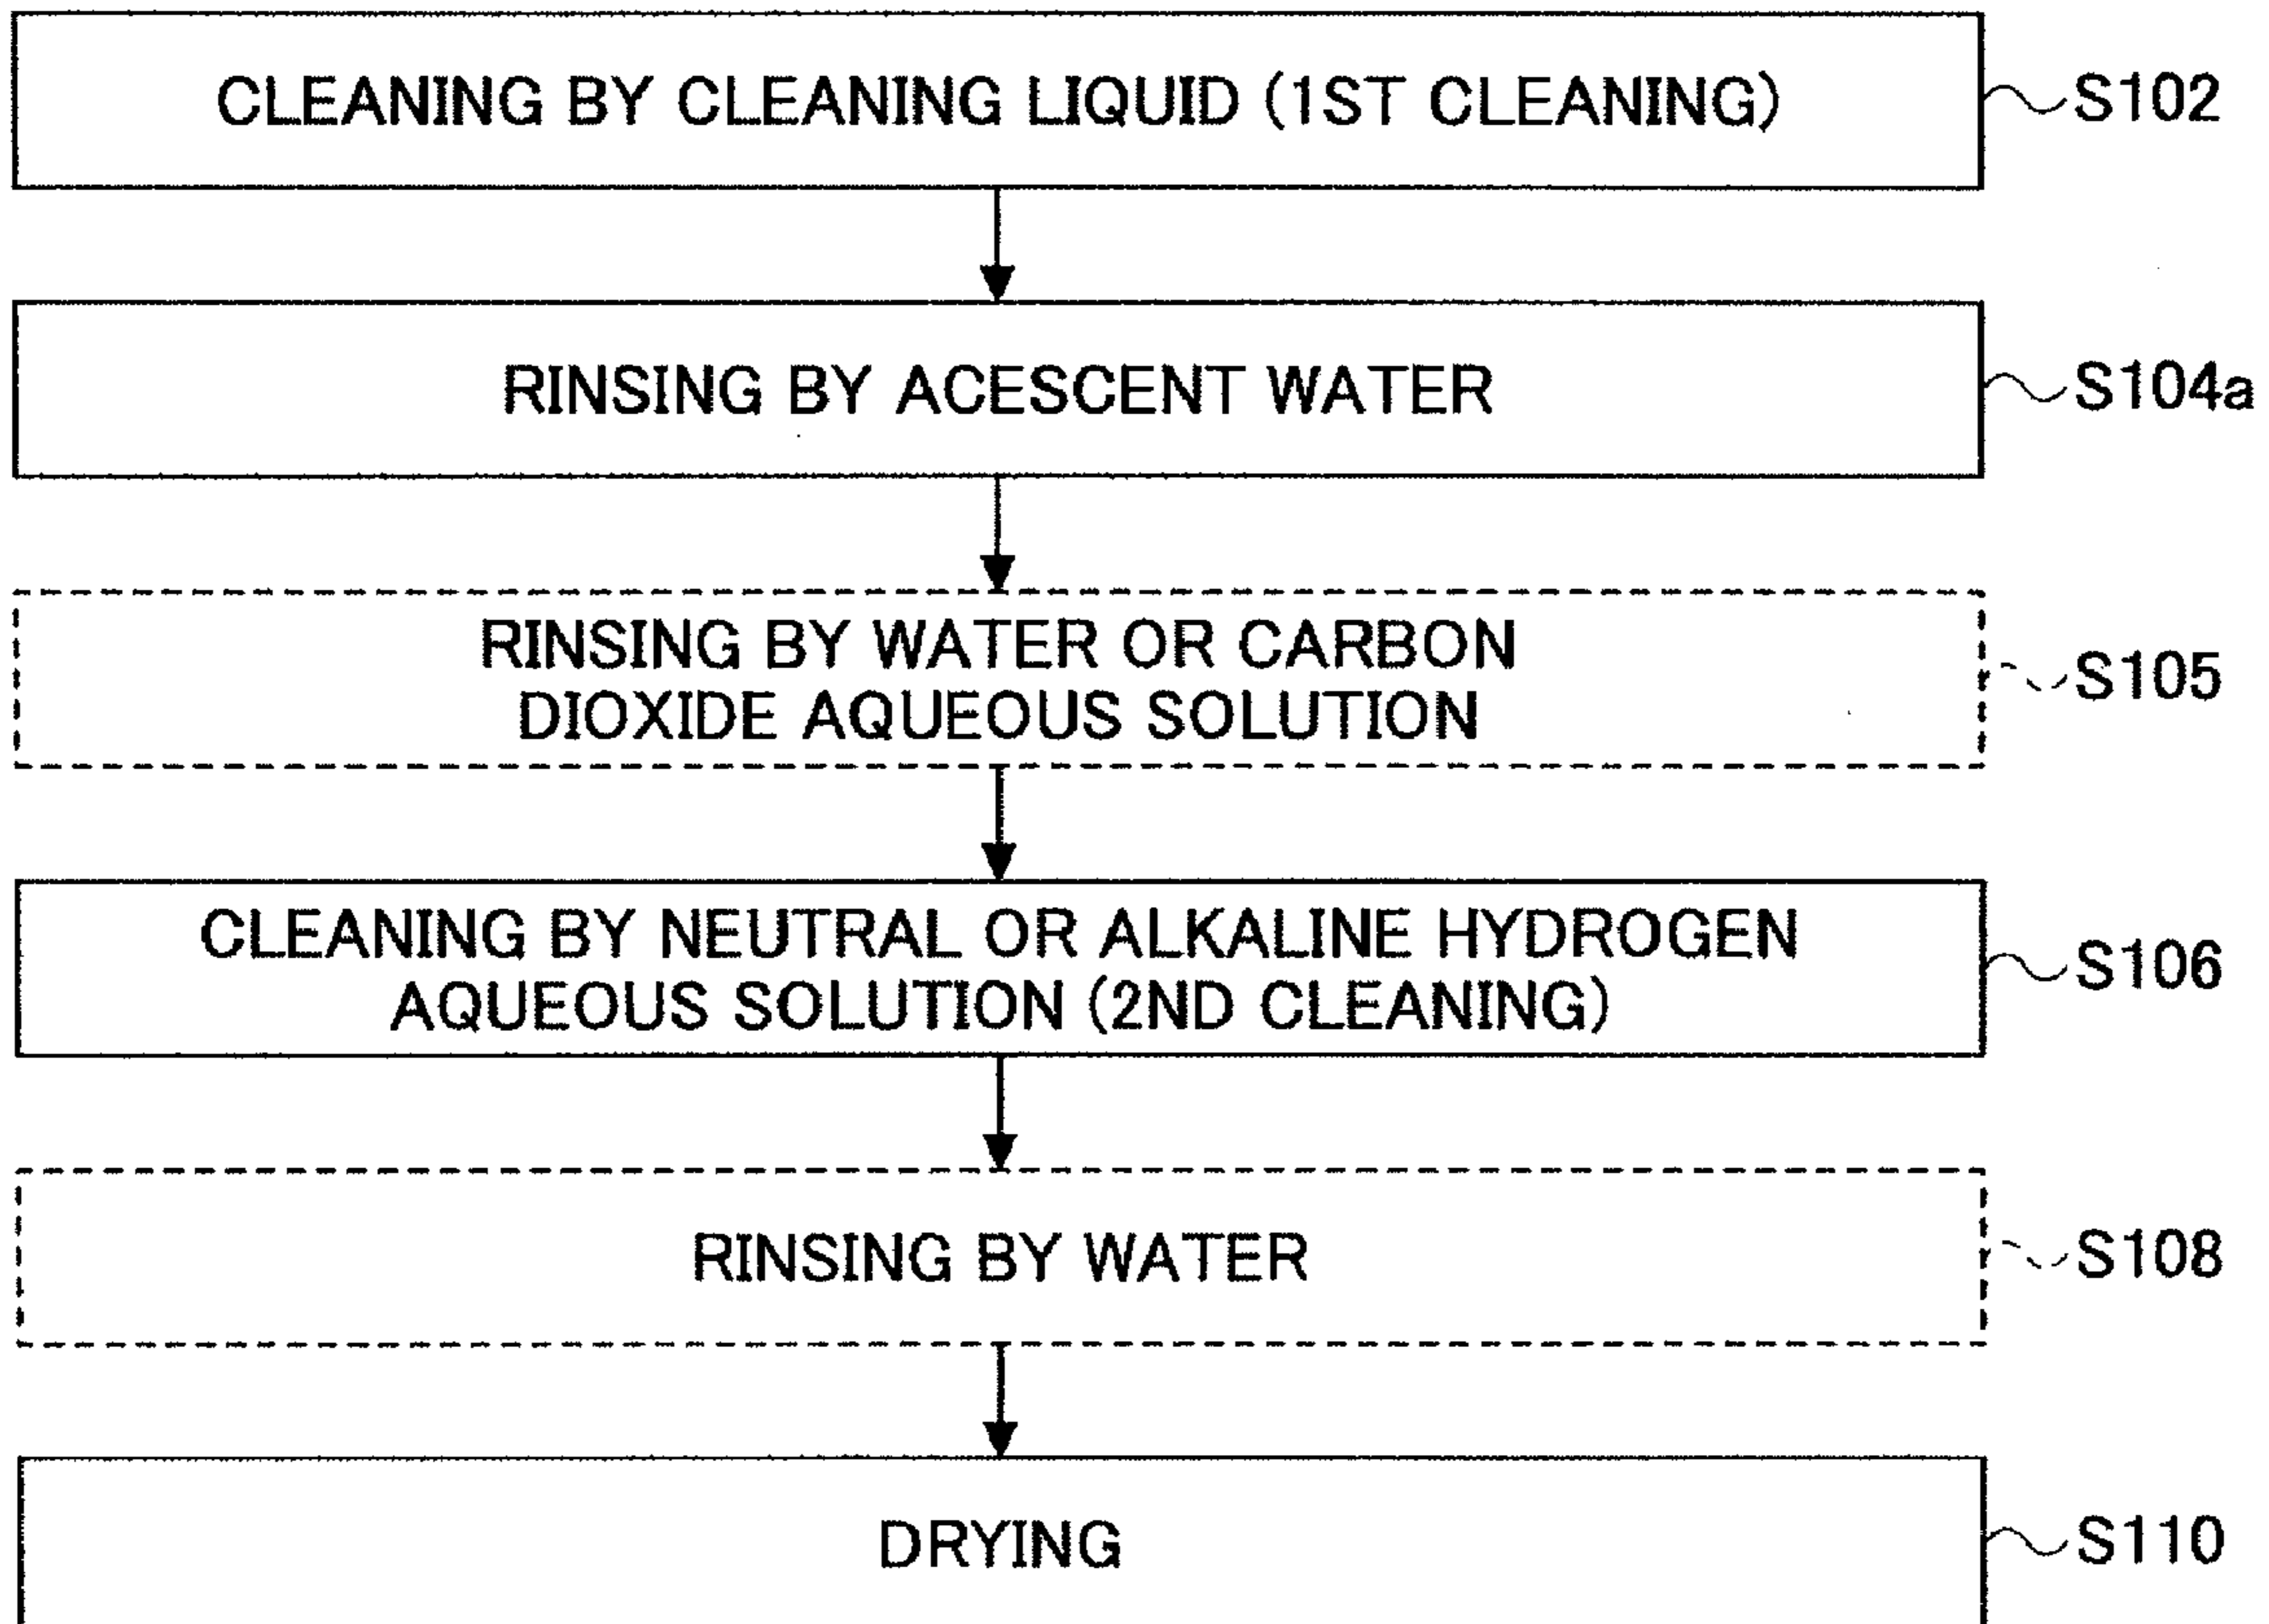 CLEANING BY CLEANING LIQUID (1ST CLEANING)
S102
RINSING BY ACESCENT WATER
S104a
RINSING BY WATER OR CARBON
DIOXIDE AQUEOUS SOLUTION
S105
CLEANING BY NEUTRAL OR ALKALINE HYDROGEN
AQUEOUS SOLUTION (2ND CLEANING)
S106
RINSING BY WATER
S108
DRYING
S110